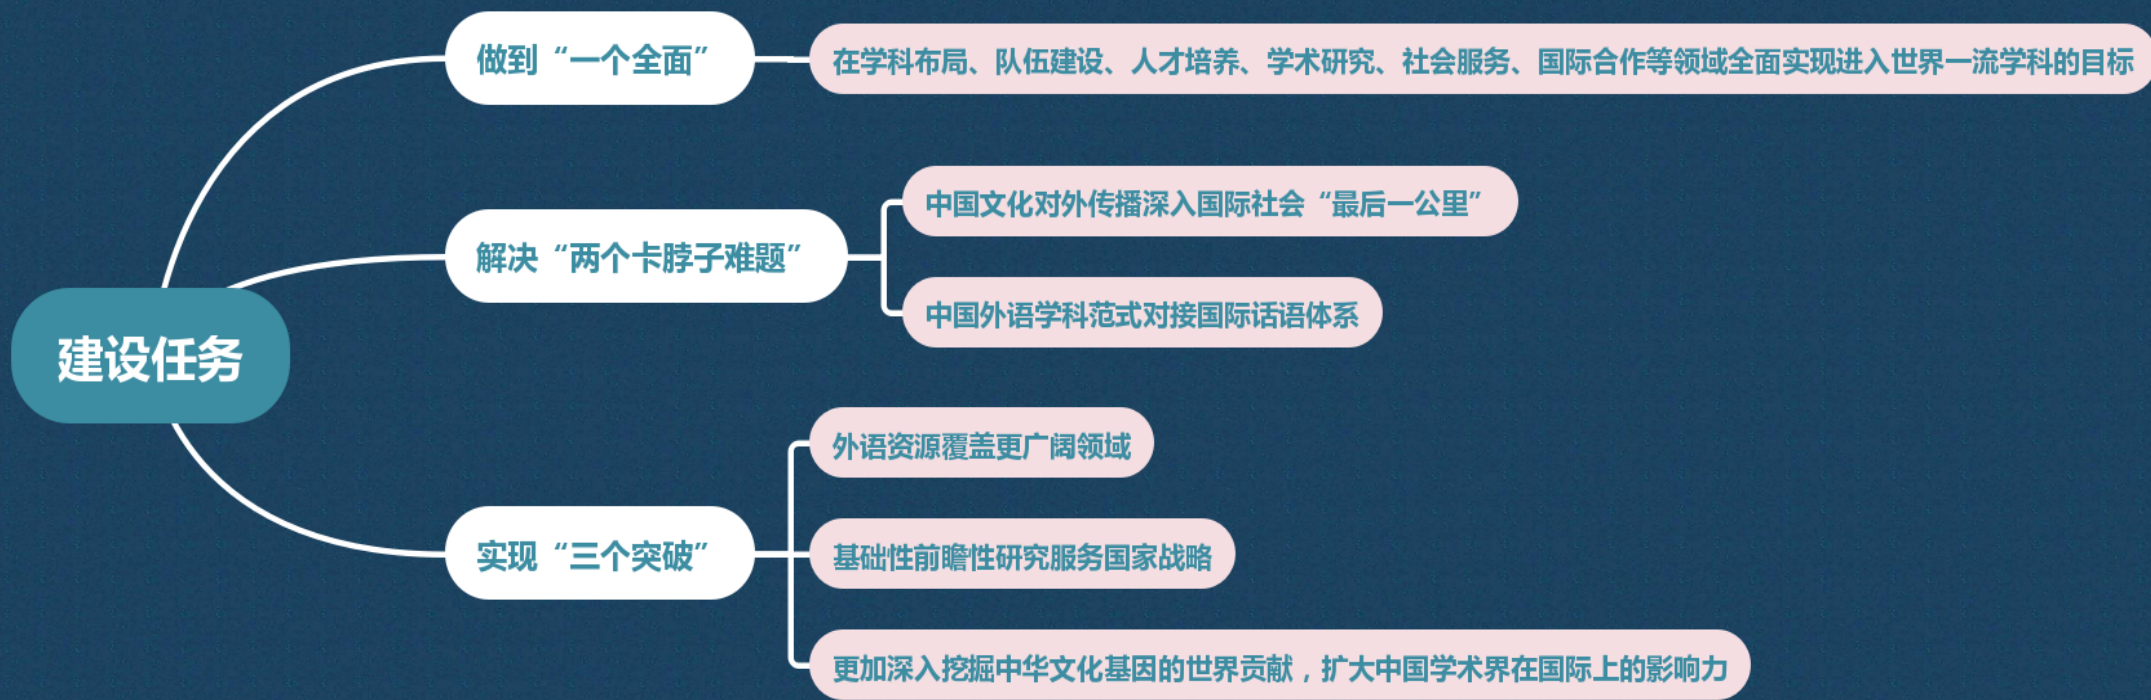 做到“一个全面”
在学科布局、队伍建设、人才培养、学术研究、社会服务、国际合作等领域全面实现进入世界一流学科的目标
中国文化对外传播深入国际社会“最后一公里”
解决“两个卡脖子难题”
中国外语学科范式对接国际话语体系
建设任务
外语资源覆盖更广阔领域
实现“三个突破”
基础性前瞻性研究服务国家战略
更加深入挖掘中华文化基因的世界贡献，扩大中国学术界在国际上的影响力